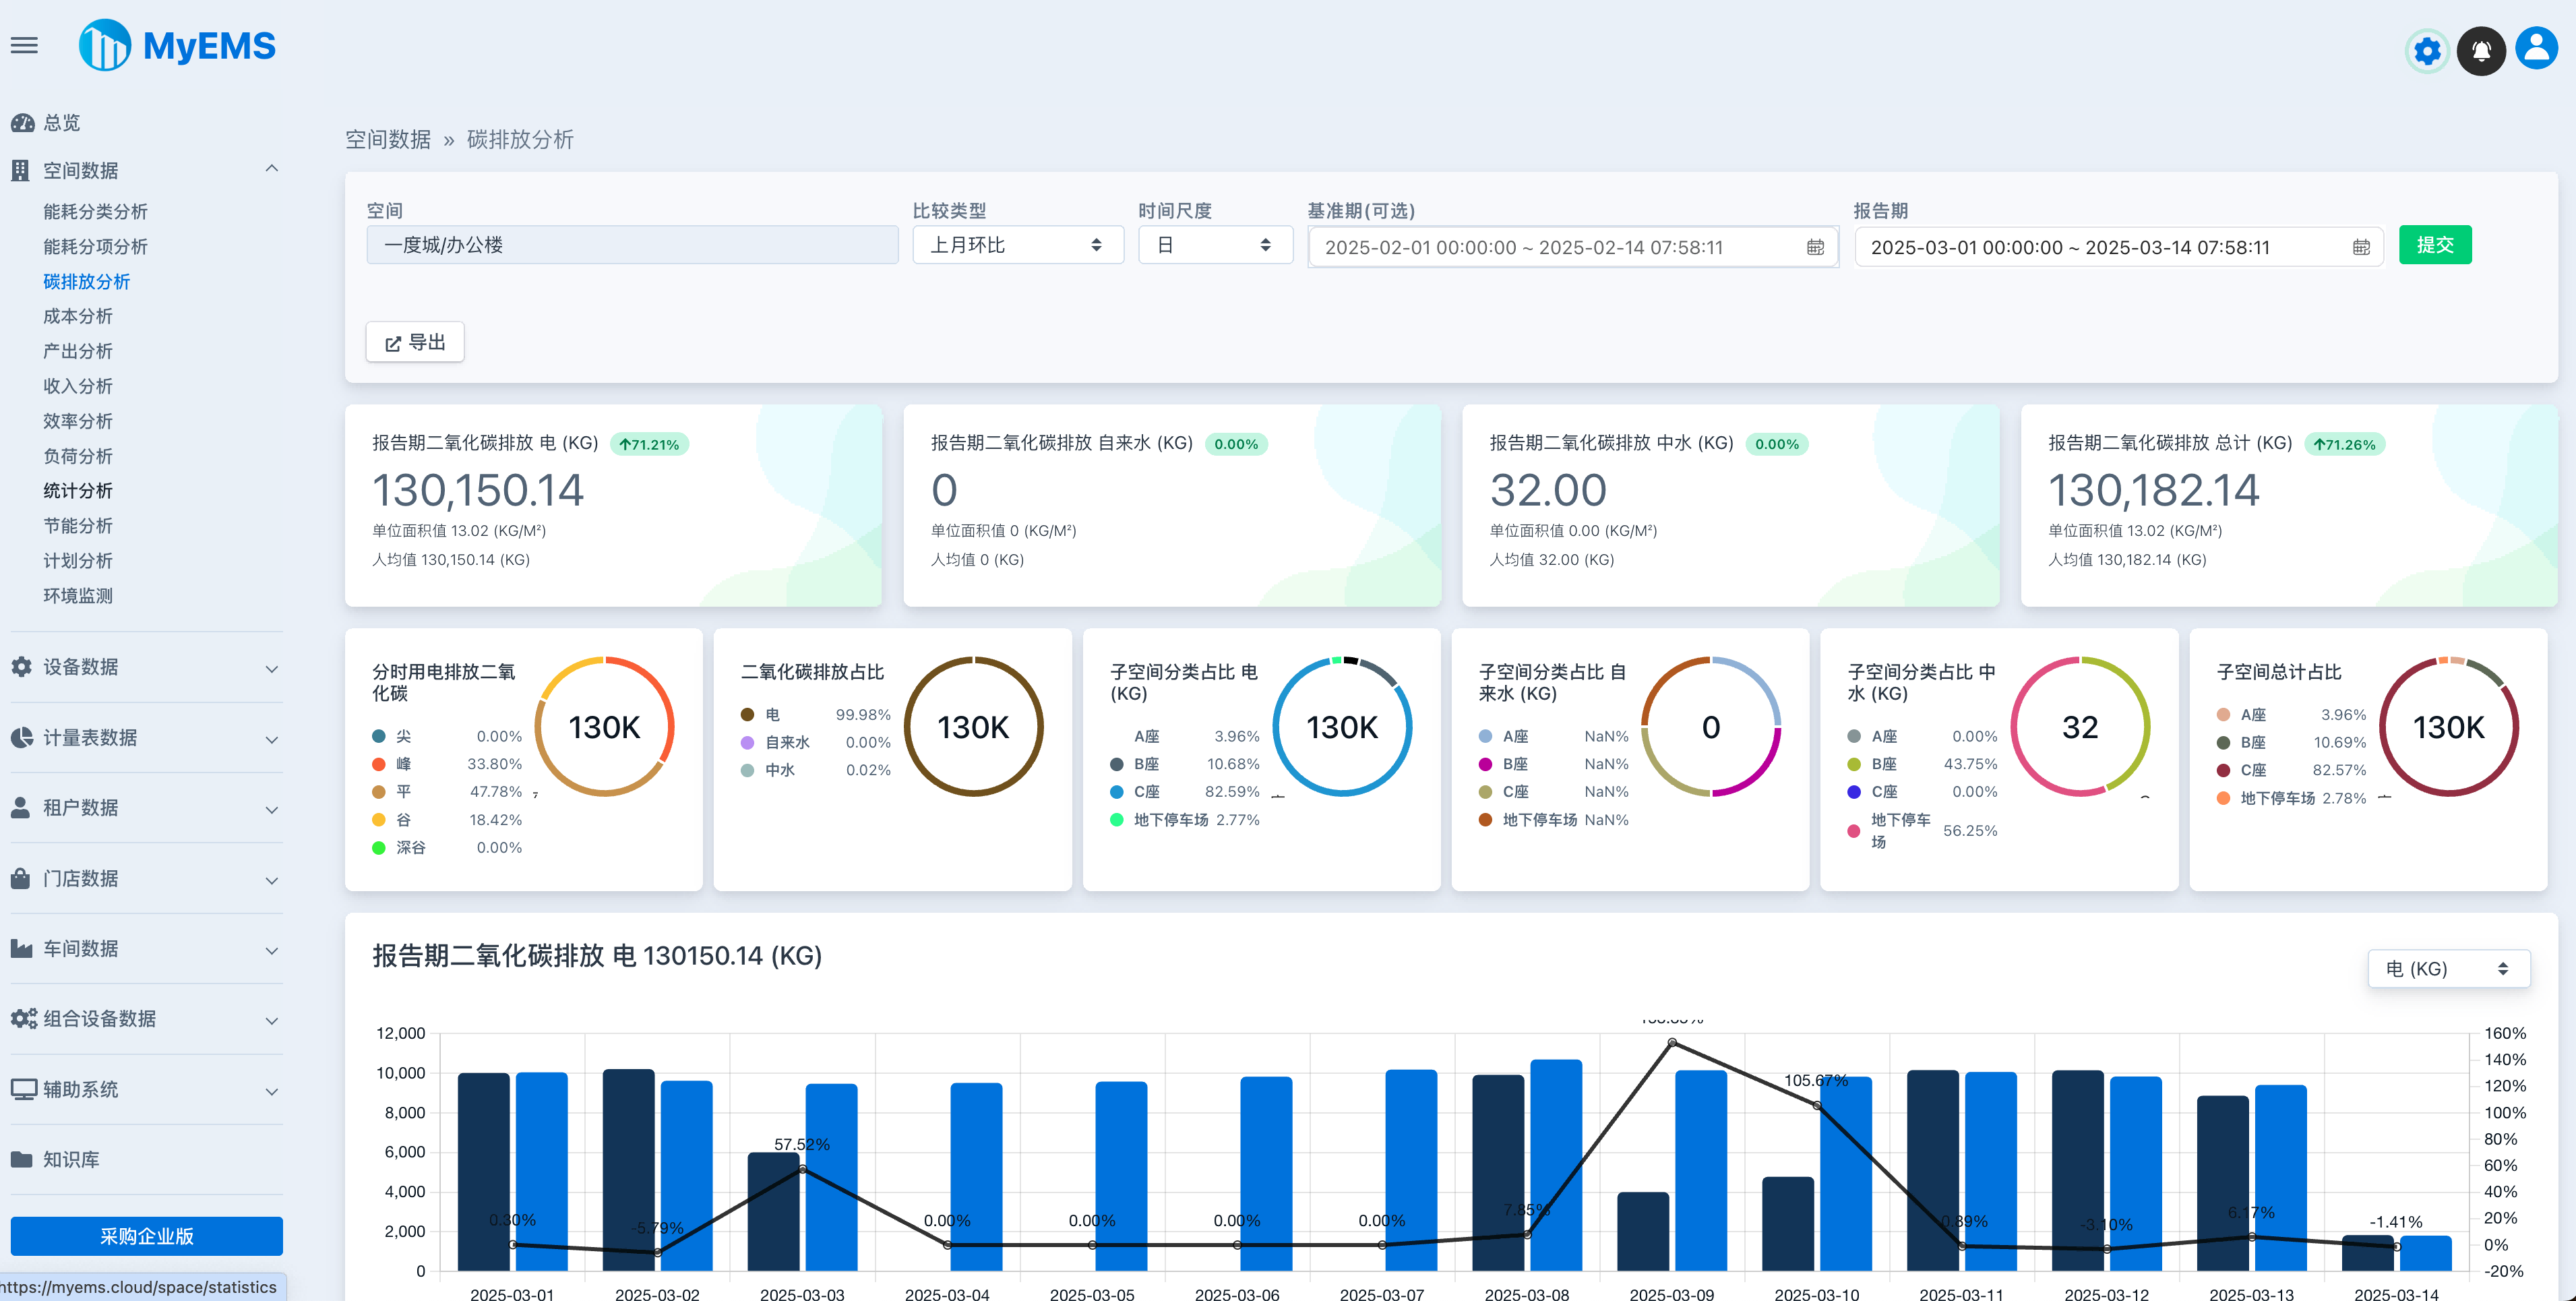 MyEMS
总览
空间数据
能耗分类分析
能耗分项分析
碳排放分析
成本分析
产出分析
收入分析
效率分析
负荷分析
统计分析
节能分析
计划分析
环境监测
设备数据
计量表数据
租户数据
门店数据
车间数据
组合设备数据
辅助系统
知识库
采购企业版
https://myems.cloud/space/statistics
空间数据 » 碳排放分析
空间 比较类型 时间尺度 基准期(可选) 报告期
一度城/办公楼 上月环比 日 2025-02-01 00:00:00 ~ 2025-02-14 07:58:11 2025-03-01 00:00:00 ~ 2025-03-14 07:58:11 提交
导出
报告期二氧化碳排放 电 (KG) 71.21%
130,150.14
单位面积值 13.02 (KG/M²)
人均值 130,150.14 (KG)
报告期二氧化碳排放 自来水 (KG) 0.00%
0
单位面积值 0 (KG/M²)
人均值 0 (KG)
报告期二氧化碳排放 中水 (KG) 0.00%
32.00
单位面积值 0.00 (KG/M²)
人均值 32.00 (KG)
报告期二氧化碳排放 总计 (KG) 71.26%
130,182.14
单位面积值 13.02 (KG/M²)
人均值 130,182.14 (KG)
分时用电排放二氧
化碳
尖 0.00%
峰 33.80%
平 47.78%
谷 18.42%
深谷 0.00%
130K
二氧化碳排放占比
电 99.98%
自来水 0.00%
中水 0.02%
130K
子空间分类占比 电
(KG)
A座 3.96%
B座 10.68%
C座 82.59%
地下停车场 2.77%
130K
子空间分类占比 自
来水 (KG)
A座 NaN%
B座 NaN%
C座 NaN%
地下停车场 NaN%
0
子空间分类占比 中
水 (KG)
A座 0.00%
B座 43.75%
C座 0.00%
地下停车
场 56.25%
32
子空间总计占比
A座 3.96%
B座 10.69%
C座 82.57%
地下停车场 2.78%
130K
报告期二氧化碳排放 电 130150.14 (KG)
电 (KG)
12,000
10,000
8,000
6,000
4,000
2,000
0
160%
140%
120%
100%
80%
60%
40%
20%
0%
-20%
0.30% -5.79% 57.52% 0.00% 0.00% 0.00% 0.00% 7.85% 105.67% 0.89% -3.10% 6.17% -1.41%
2025-03-01 2025-03-02 2025-03-03 2025-03-04 2025-03-05 2025-03-06 2025-03-07 2025-03-08 2025-03-09 2025-03-10 2025-03-11 2025-03-12 2025-03-13 2025-03-14